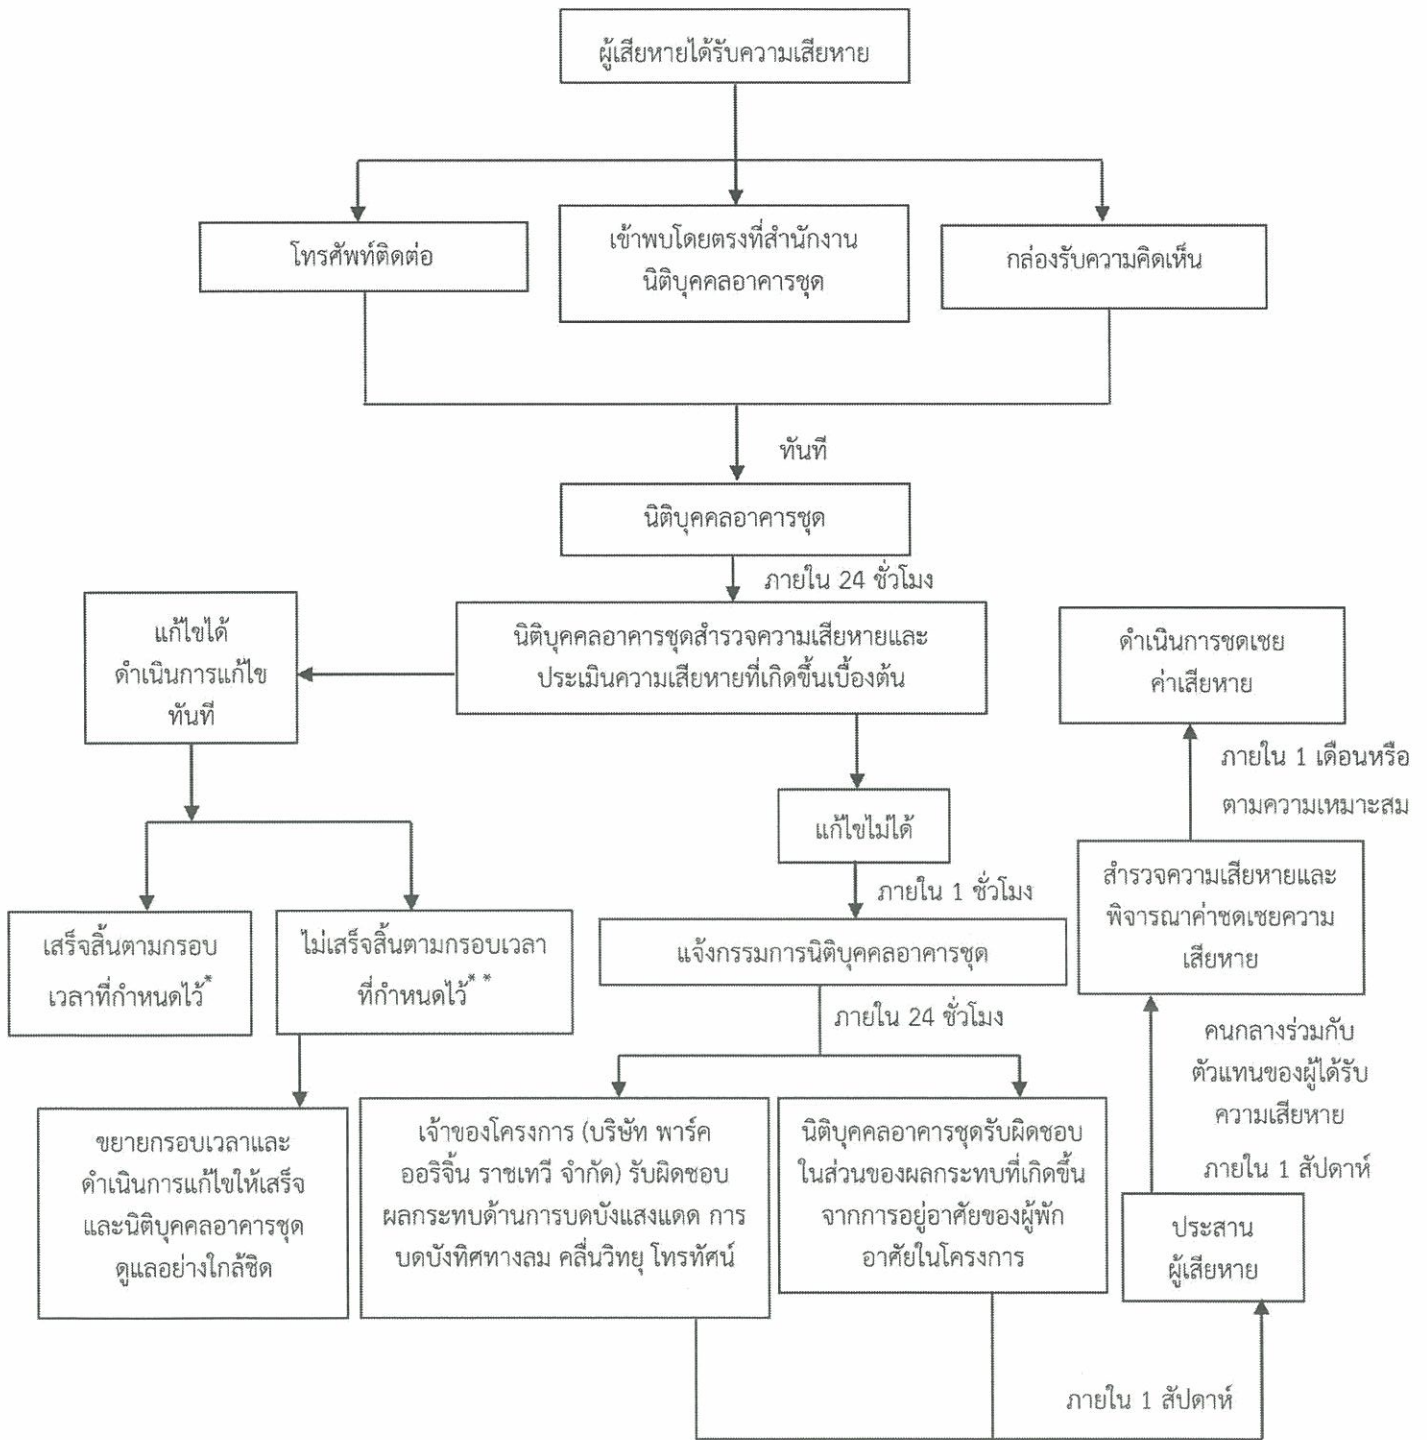 ผู้เสียหายได้รับความเสียหาย
โทรศัพท์ติดต่อ
เข้าพบโดยตรงที่สำนักงาน
นิติบุคคลอาคารชุด
กล่องรับความคิดเห็น
ทันที
นิติบุคคลอาคารชุด
ภายใน 24 ชั่วโมง
นิติบุคคลอาคารชุดสำรวจความเสียหายและ
ประเมินความเสียหายที่เกิดขึ้นเบื้องต้น
แก้ไขได้
ดำเนินการแก้ไข
ทันที
เสร็จสิ้นตามกรอบ
เวลาที่กำหนดไว้*
ไม่เสร็จสิ้นตามกรอบเวลา
ที่กำหนดไว้**
ขยายกรอบเวลาและ
ดำเนินการแก้ไขให้เสร็จ
และนิติบุคคลอาคารชุด
ดูแลอย่างใกล้ชิด
แก้ไขไม่ได้
ภายใน 1 ชั่วโมง
แจ้งกรรมการนิติบุคคลอาคารชุด
ภายใน 24 ชั่วโมง
เจ้าของโครงการ (บริษัท พาร์ค
ออริจิ้น ราชเทวี จำกัด) รับผิดชอบ
ผลกระทบด้านการบดบังแสงแดด การ
บดบังทิศทางลม คลื่นวิทยุ โทรทัศน์
นิติบุคคลอาคารชุดรับผิดชอบ
ในส่วนของผลกระทบที่เกิดขึ้น
จากการอยู่อาศัยของผู้พัก
อาศัยในโครงการ
ภายใน 1 สัปดาห์
ประสาน
ผู้เสียหาย
คนกลางร่วมกับ
ตัวแทนของผู้ได้รับ
ความเสียหาย
ภายใน 1 สัปดาห์
สำรวจความเสียหายและ
พิจารณาค่าชดเชยความ
เสียหาย
ภายใน 1 เดือนหรือ
ตามความเหมาะสม
ดำเนินการชดเชย
ค่าเสียหาย